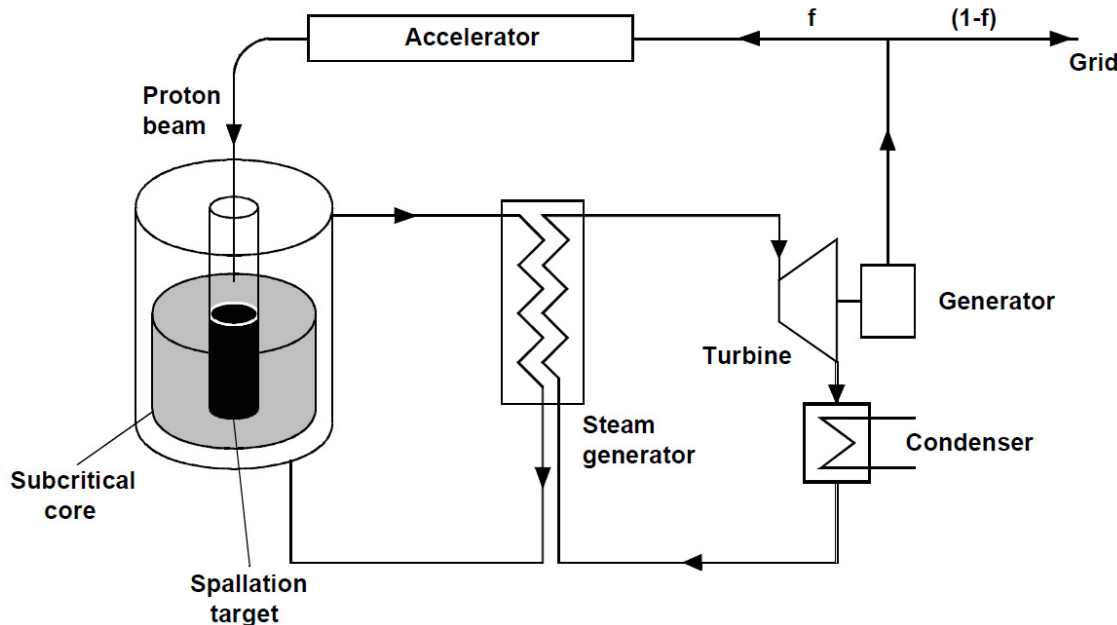 f
(1-f)
Accelerator
Grid
Proton
beam
Generator
Turbine
Steam
generator
Condenser
Subcritical
core
Spallation
target